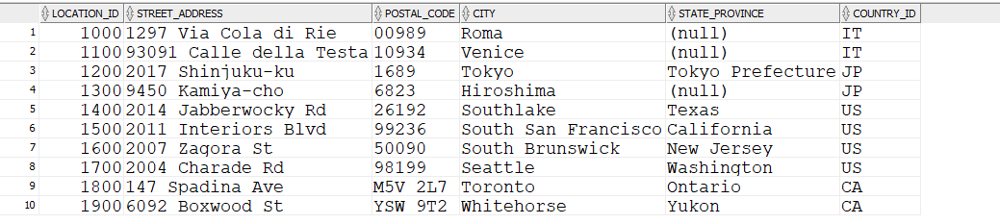 LOCATION_ID STREET_ADDRESS POSTAL_CODE CITY STATE_PROVINCE COUNTRY_ID
1 1000 1297 Via Cola di Rie 00989 Roma (null) IT
2 1100 93091 Calle della Testa 10934 Venice (null) IT
3 1200 2017 Shinjuku-ku 1689 Tokyo Tokyo Prefecture JP
4 1300 9450 Kamiya-cho 6823 Hiroshima (null) JP
5 1400 2014 Jabberwocky Rd 26192 Southlake Texas US
6 1500 2011 Interiors Blvd 99236 South San Francisco California US
7 1600 2007 Zagora St 50090 South Brunswick New Jersey US
8 1700 2004 Charade Rd 98199 Seattle Washington US
9 1800 147 Spadina Ave M5V 2L7 Toronto Ontario CA
10 1900 6092 Boxwood St YSW 9T2 Whitehorse Yukon CA